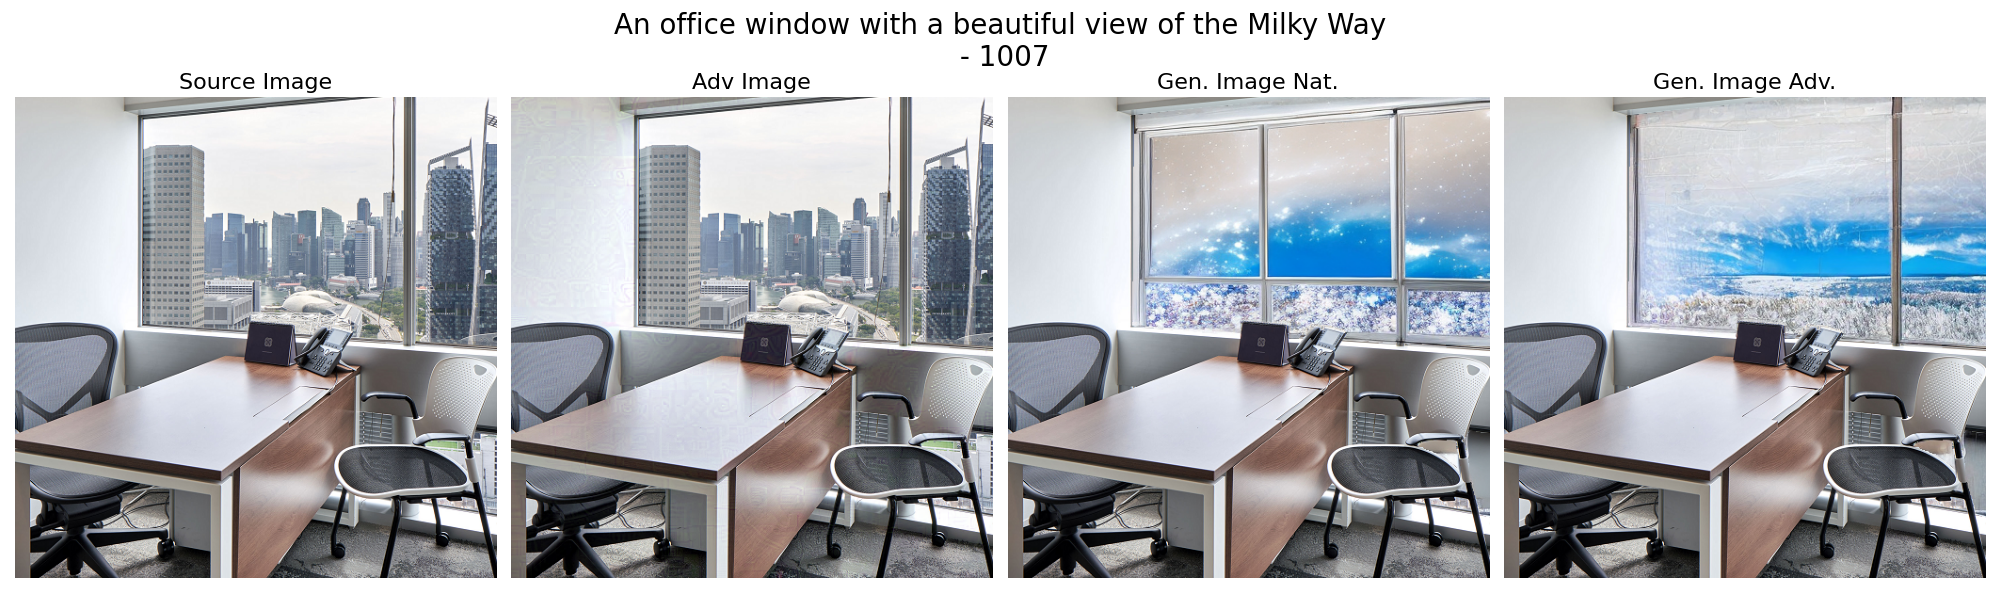 An office window with a beautiful view of the Milky Way
- 1007
Source Image
Adv Image
Gen. Image Nat.
Gen. Image Adv.